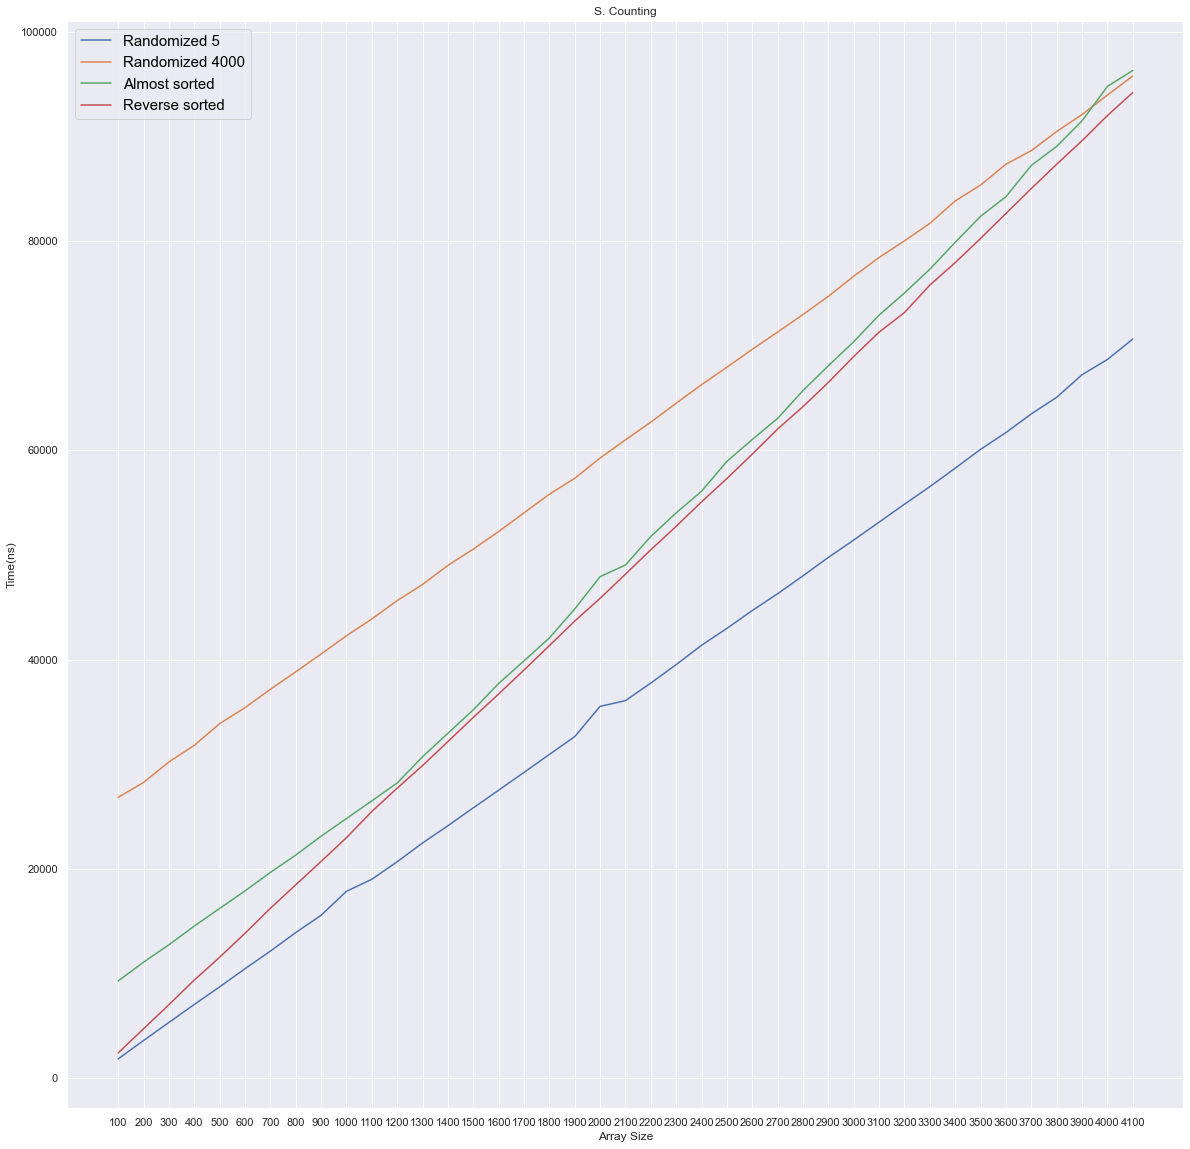 S. Counting
100000
Randomized 5
Randomized 4000
Almost sorted
Reverse sorted
80000
60000
Time(ns)
40000
20000
0
100 200 300 400 500 600 700 800 900 1000 1100 1200 1300 1400 1500 1600 1700 1800 1900 2000 2100 2200 2300 2400 2500 2600 2700 2800 2900 3000 3100 3200 3300 3400 3500 3600 3700 3800 3900 4000 4100
Array Size